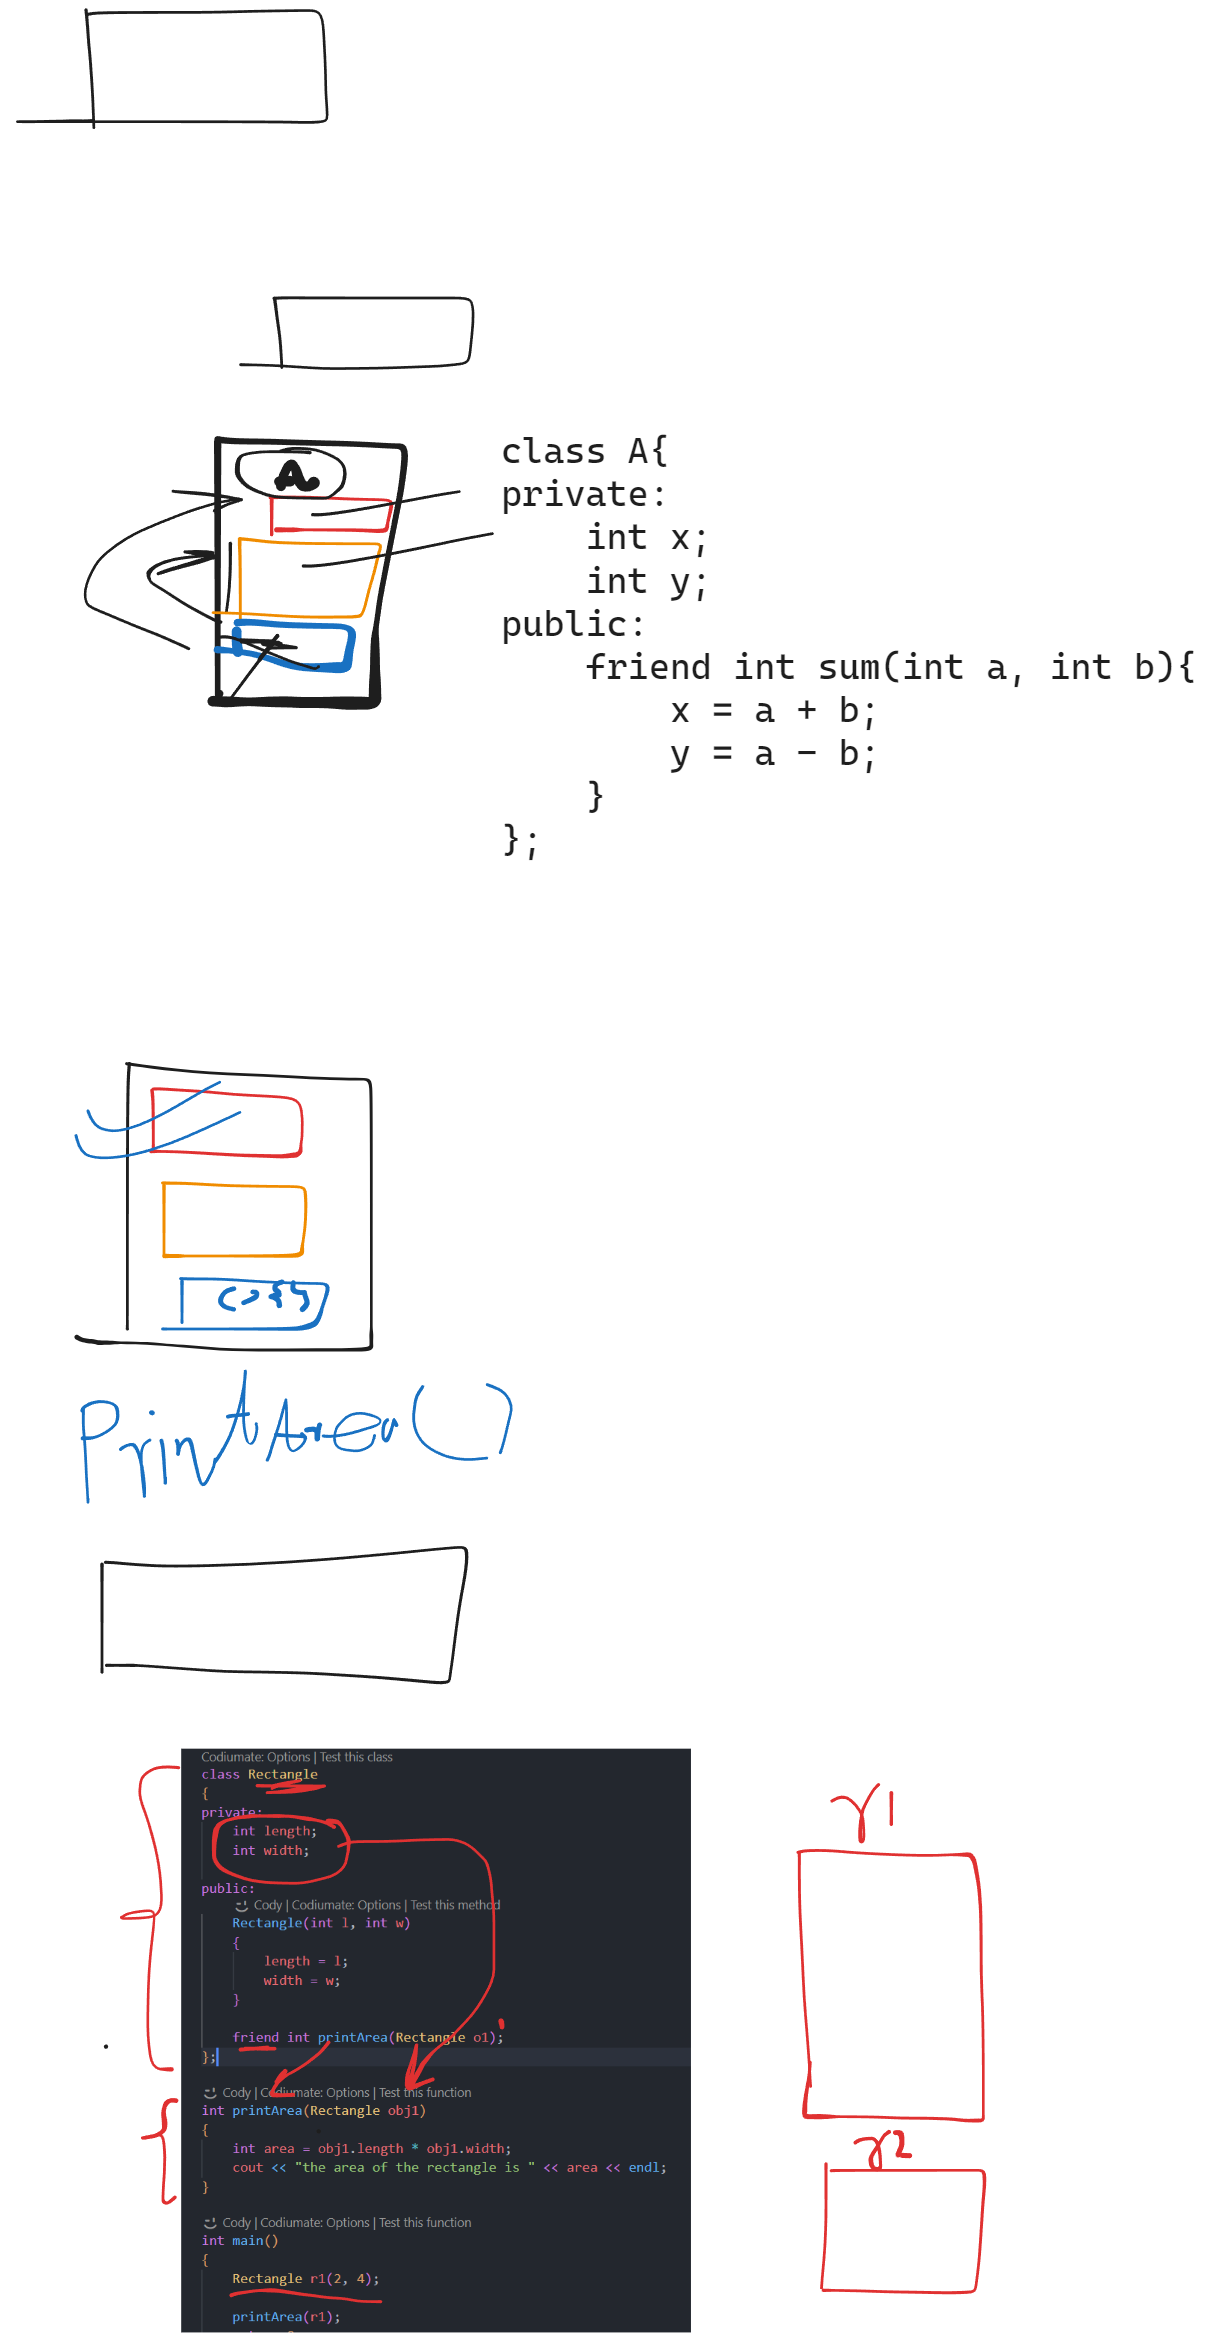 A
class A{
private:
    int x;
    int y;
public:
    friend int sum(int a, int b){
        x = a + b;
        y = a - b;
    }
};
( ) { }
PrintArea( )
Codiumate: Options | Test this class
class Rectangle
{
private:
    int length;
    int width;
public:
    Cody | Codiumate: Options | Test this method
    Rectangle(int l, int w)
    {
        length = l;
        width = w;
    }
    friend int printArea(Rectangle o1);
};
Cody | Codiumate: Options | Test this function
int printArea(Rectangle obj1)
{
    int area = obj1.length * obj1.width;
    cout << "the area of the rectangle is " << area << endl;
}
Cody | Codiumate: Options | Test this function
int main()
{
    Rectangle r1(2, 4);
    printArea(r1);
r1
r2